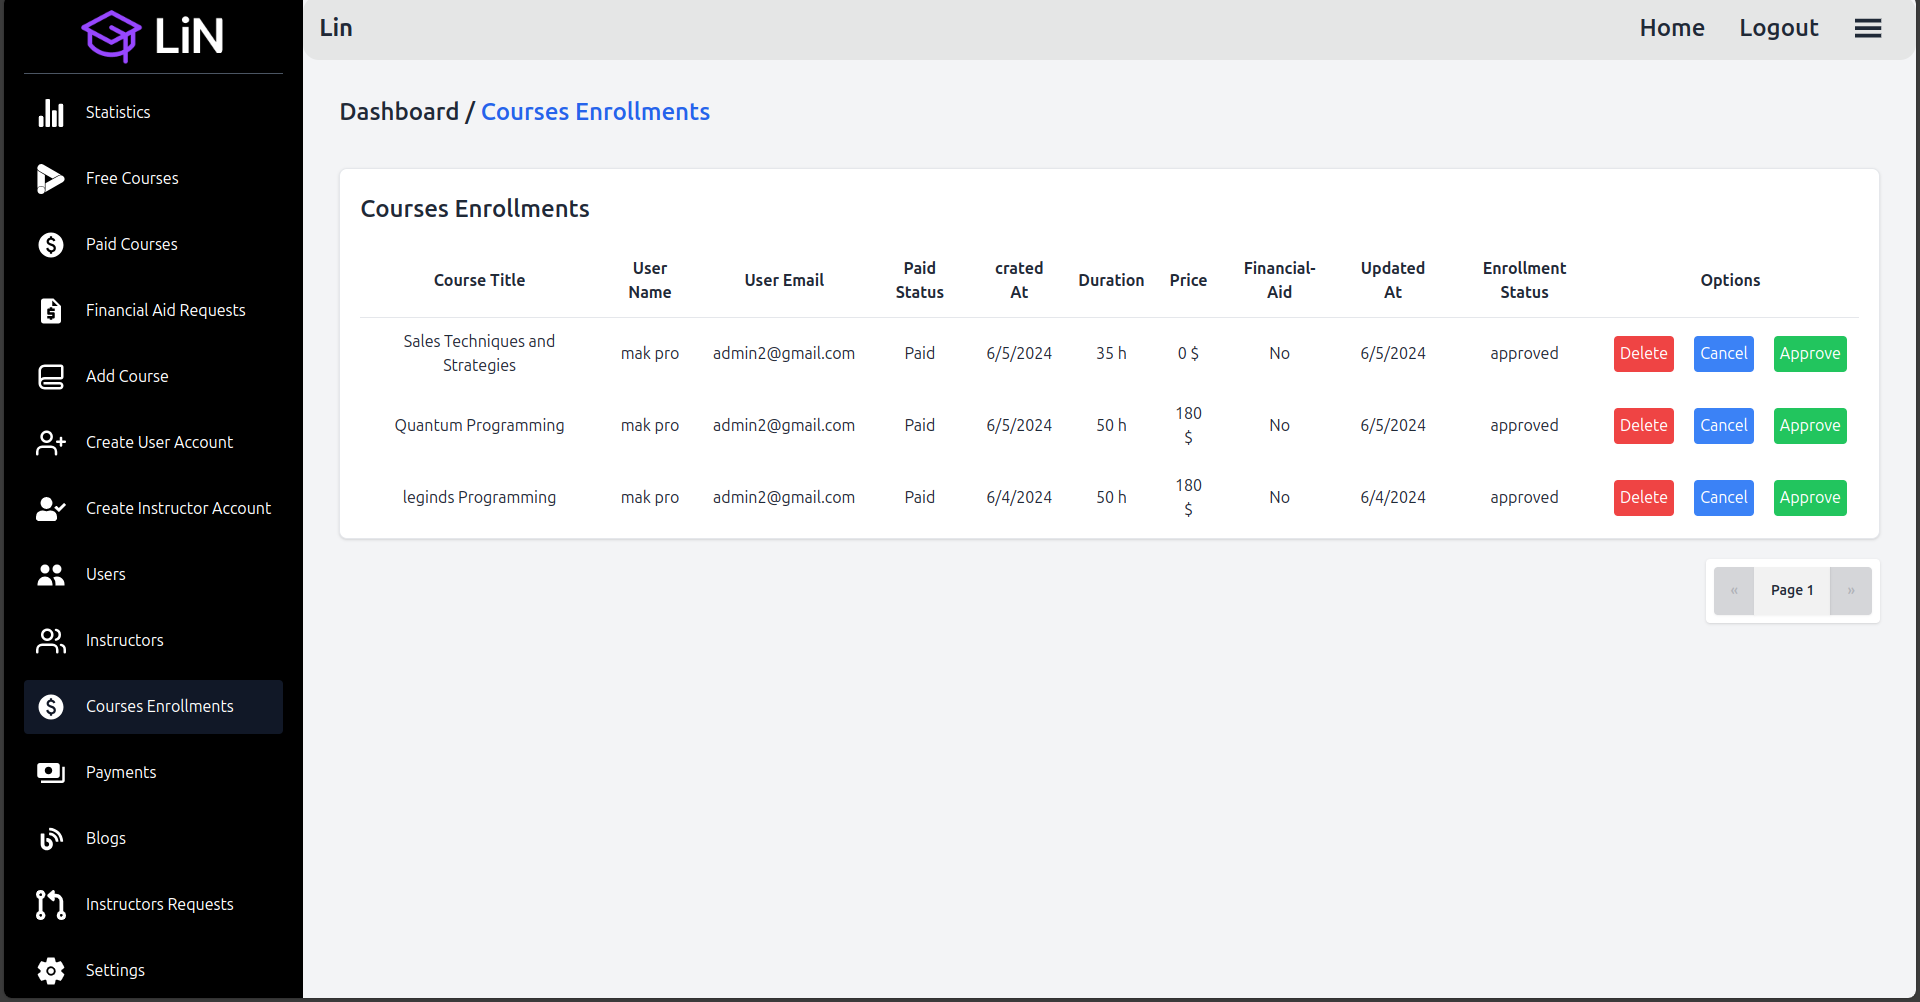 LiN
Statistics
Free Courses
Paid Courses
Financial Aid Requests
Add Course
Create User Account
Create Instructor Account
Users
Instructors
Courses Enrollments
Payments
Blogs
Instructors Requests
Settings
Lin Home Logout
Dashboard / Courses Enrollments
Courses Enrollments
Course Title User Name User Email Paid Status crated At Duration Price Financial-Aid Updated At Enrollment Status Options
Sales Techniques and Strategies mak pro admin2@gmail.com Paid 6/5/2024 35 h 0 $ No 6/5/2024 approved Delete Cancel Approve
Quantum Programming mak pro admin2@gmail.com Paid 6/5/2024 50 h 180 $ No 6/5/2024 approved Delete Cancel Approve
leginds Programming mak pro admin2@gmail.com Paid 6/4/2024 50 h 180 $ No 6/4/2024 approved Delete Cancel Approve
« Page 1 »